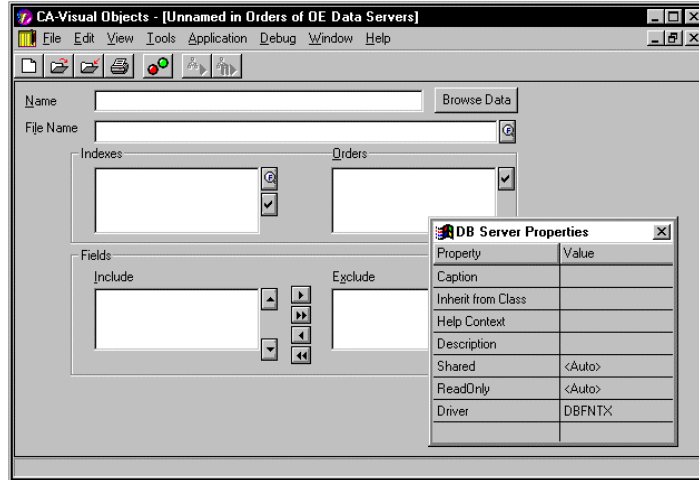 CA-Visual Objects - [Unnamed in Orders of OE Data Servers]
File Edit View Tools Application Debug Window Help
Name
Browse Data
File Name
Indexes
Orders
Fields
Include
Exclude
DB Server Properties
Property Value
Caption
Inherit from Class
Help Context
Description
Shared <Auto>
ReadOnly <Auto>
Driver DBFNTX